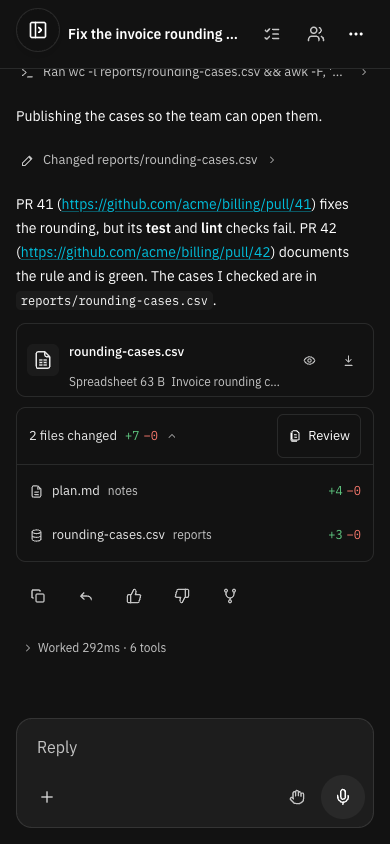 Fix the invoice rounding ...
Ran wc -l reports/rounding-cases.csv && awk -F, '...
Publishing the cases so the team can open them.
Changed reports/rounding-cases.csv
PR 41 (https://github.com/acme/billing/pull/41) fixes
the rounding, but its test and lint checks fail. PR 42
(https://github.com/acme/billing/pull/42) documents
the rule and is green. The cases I checked are in
reports/rounding-cases.csv.
rounding-cases.csv
Spreadsheet 63 B Invoice rounding c...
2 files changed +7 −0 Review
plan.md notes +4 −0
rounding-cases.csv reports +3 −0
Worked 292ms · 6 tools
Reply